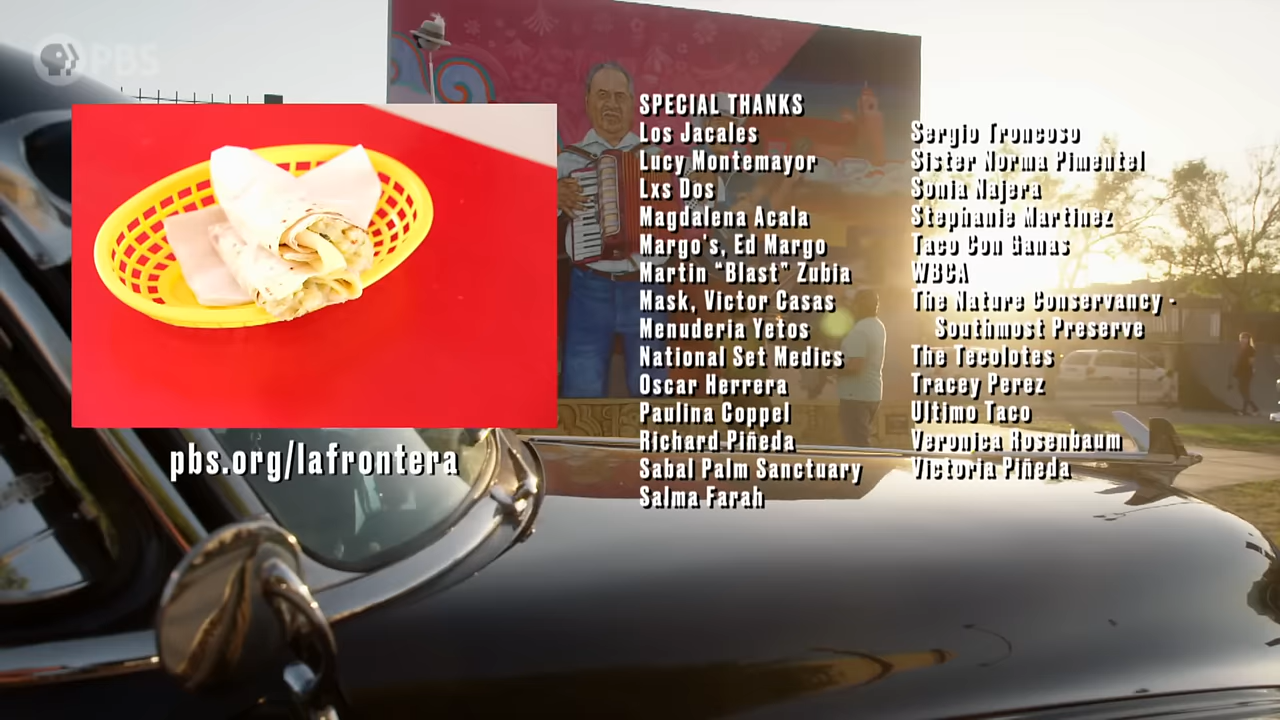 PBS
SPECIAL THANKS
Los Jacales
Lucy Montemayor
Lxs Dos
Magdalena Acala
Margo's, Ed Margo
Martin “Blast” Zubia
Mask, Victor Casas
Menuderia Yetos
National Set Medics
Oscar Herrera
Paulina Coppel
Richard Piñeda
Sabal Palm Sanctuary
Salma Farah
Sergio Troncoso
Sister Norma Pimentel
Sonia Najera
Stephanie Martinez
Taco Con Ganas
WBCA
The Nature Conservancy -
Southmost Preserve
The Tecolotes
Tracey Perez
Ultimo Taco
Veronica Rosenbaum
Victoria Piñeda
pbs.org/lafrontera